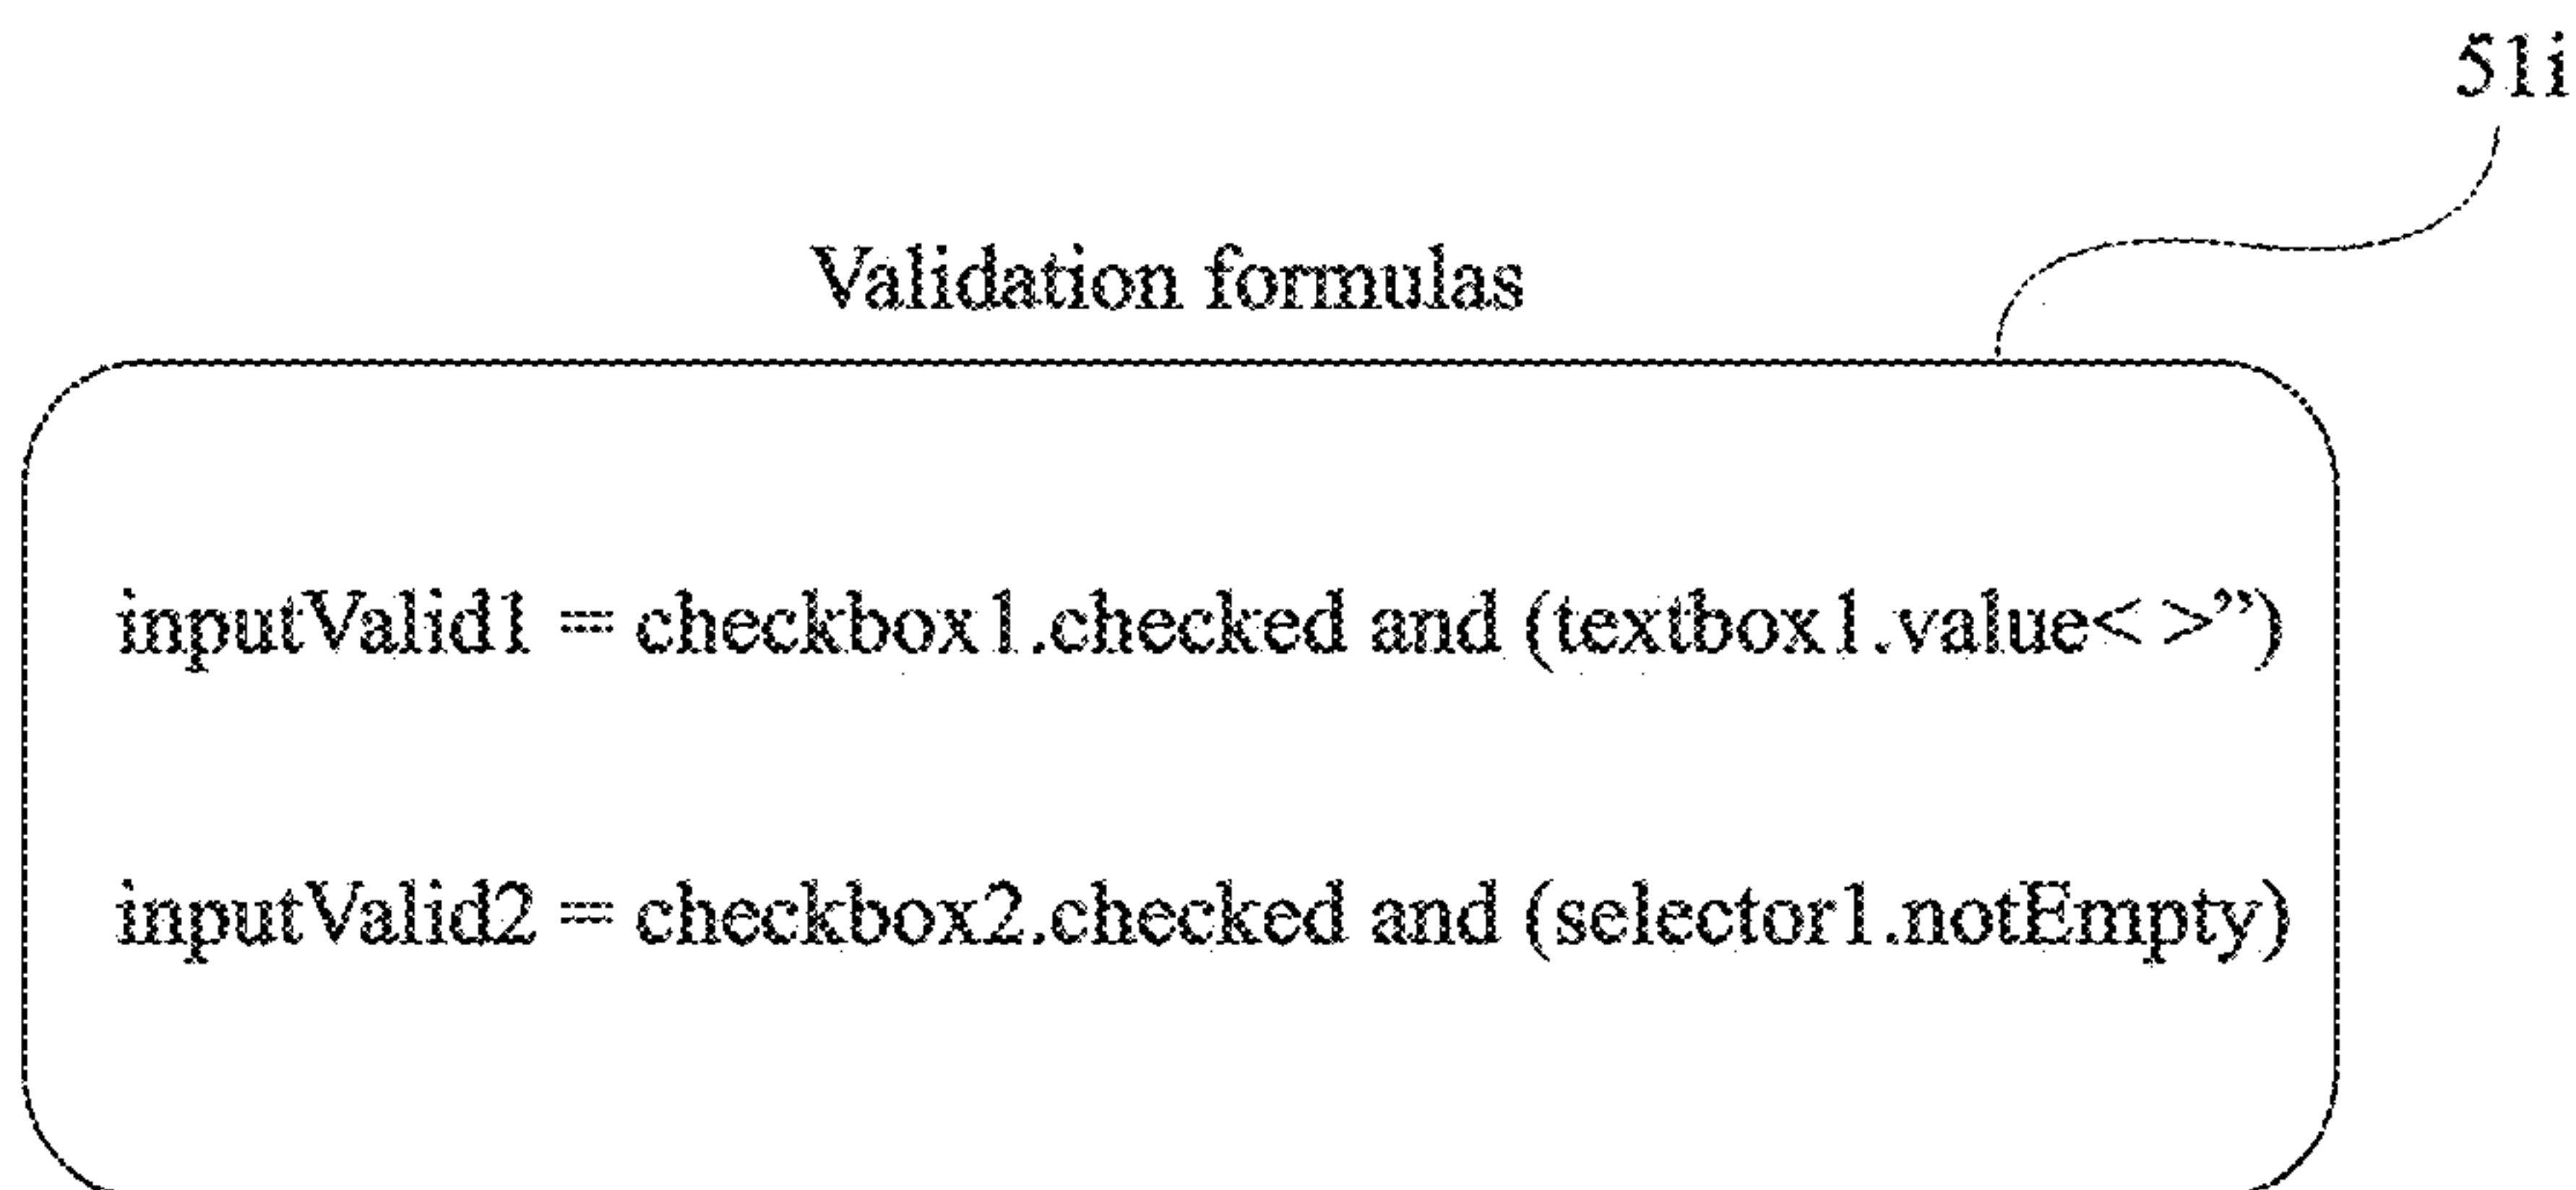 51i
Validation formulas
inputValid1 = checkbox1.checked and (textbox1.value< >”)
inputValid2 = checkbox2.checked and (selector1.notEmpty)